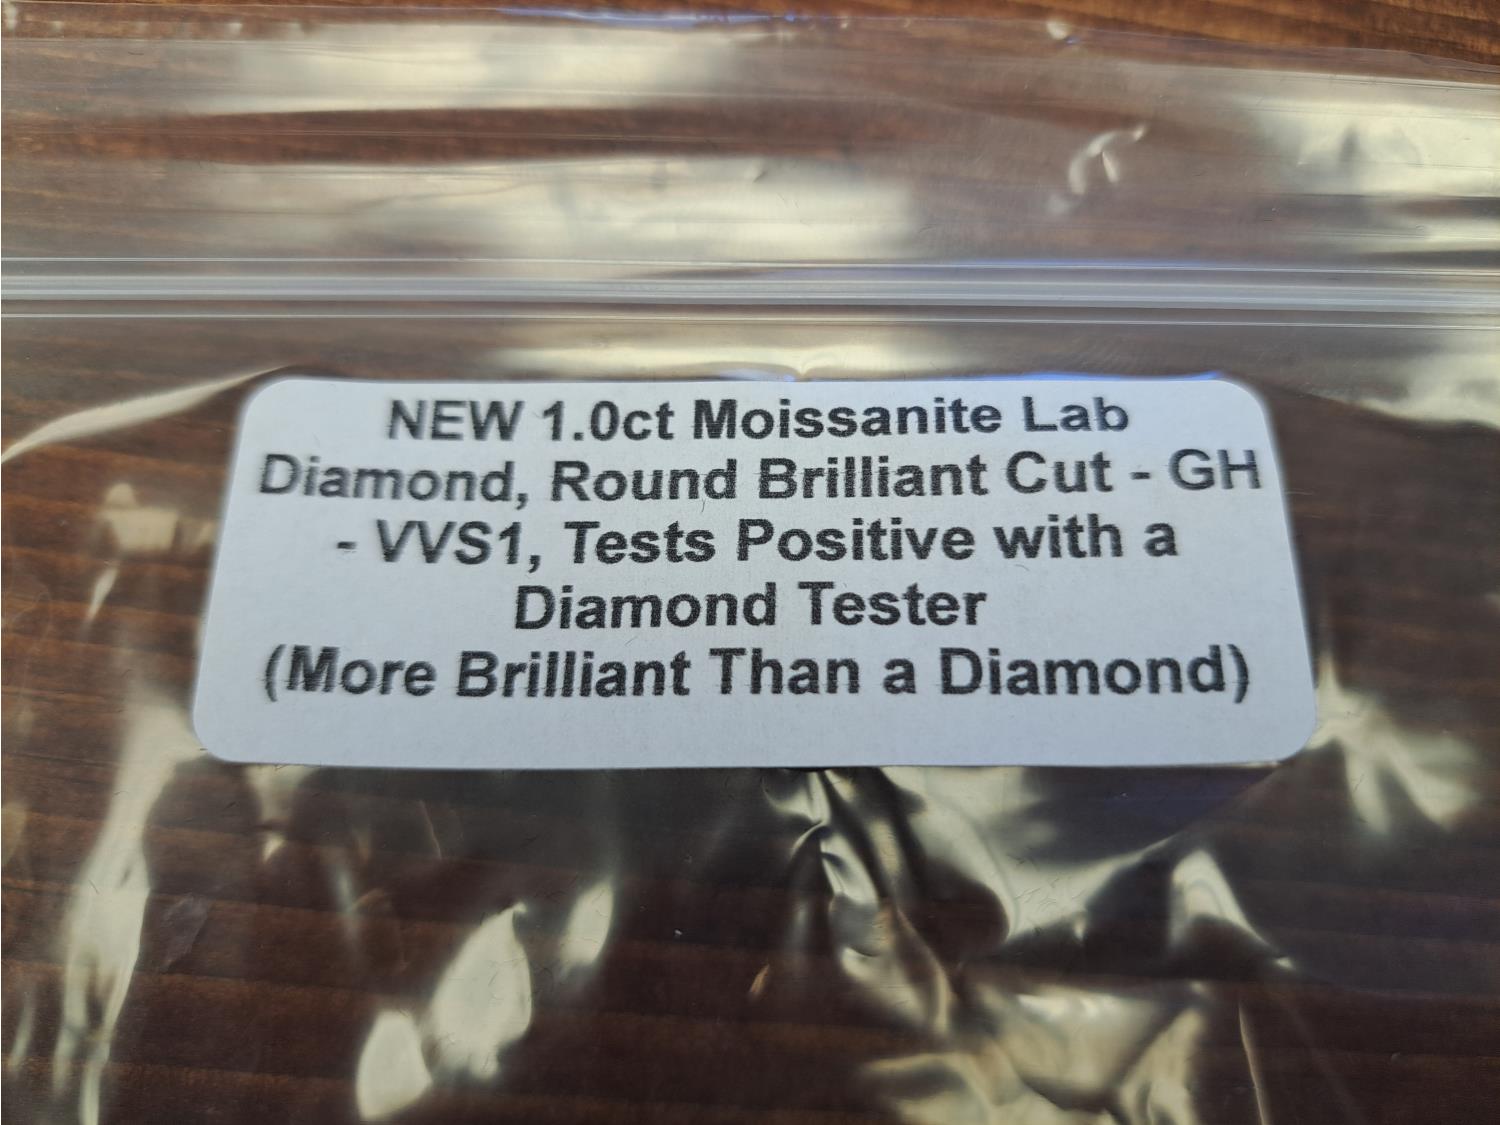 NEW 1.0ct Moissanite Lab
Diamond, Round Brilliant Cut - GH
- VVS1, Tests Positive with a
Diamond Tester
(More Brilliant Than a Diamond)